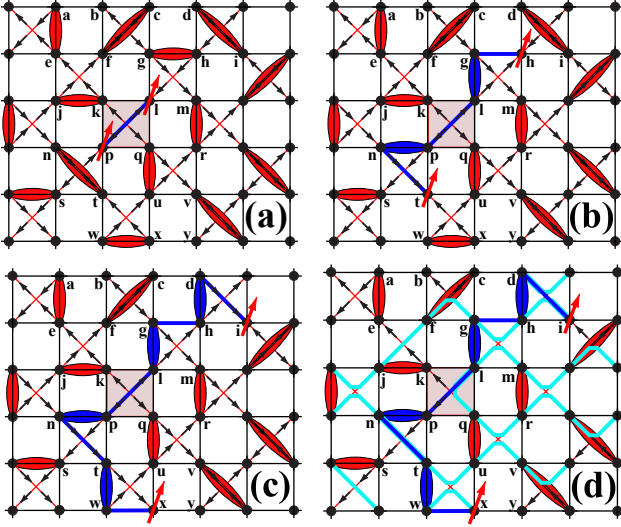 a b c d
e f g h i
j k l m
n p q r
s t u v
w x y
(a)
a b c d
e f g h i
j k l m
n p q r
s t u v
w x y
(b)
a b c d
e f g h i
j k l m
n p q r
s t u v
w x y
(c)
a b c d
e f g h i
j k l m
n p q r
s t u v
w x y
(d)